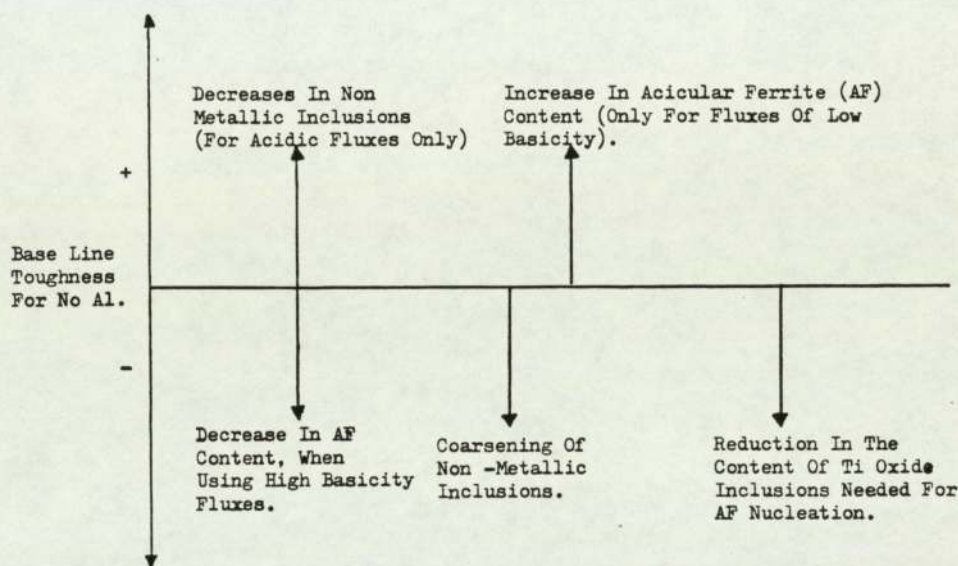 Decreases In Non
Metallic Inclusions
(For Acidic Fluxes Only)
Increase In Acicular Ferrite (AF)
Content (Only For Fluxes Of Low
Basicity).
+
Base Line
Toughness
For No Al.
-
Decrease In AF
Content, When
Using High Basicity
Fluxes.
Coarsening Of
Non -Metallic
Inclusions.
Reduction In The
Content Of Ti Oxide
Inclusions Needed For
AF Nucleation.